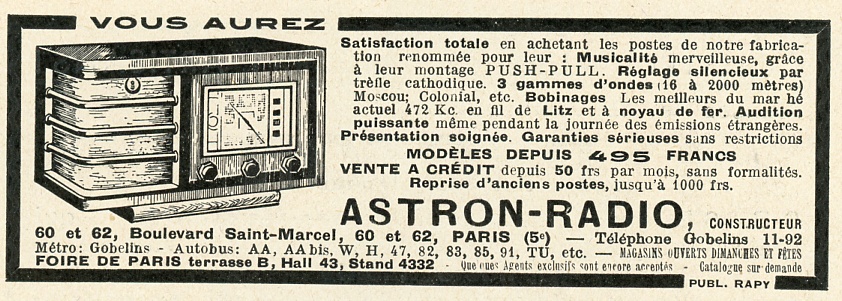 VOUS AUREZ
Satisfaction totale en achetant les postes de notre fabrica-
tion renommée pour leur : Musicalité merveilleuse, grâce
à leur montage PUSH-PULL. Réglage silencieux par
trèfle cathodique. 3 gammes d'ondes (16 à 2000 mètres)
Moscou; Colonial, etc. Bobinages Les meilleurs du mar hé
actuel 472 Kc. en fil de Litz et à noyau de fer. Audition
puissante même pendant la journée des émissions étrangères.
Présentation soignée. Garanties sérieuses sans restrictions
MODÈLES DEPUIS 495 FRANCS
VENTE A CRÉDIT depuis 50 frs par mois, sans formalités.
Reprise d'anciens postes, jusqu'à 1000 frs.
ASTRON-RADIO, CONSTRUCTEUR
60 et 62, Boulevard Saint-Marcel, 60 et 62, PARIS (5e) — Téléphone Gobelins 11-92
Métro: Gobelins - Autobus: AA, AA bis, W, H, 47, 82, 83, 85, 91, TU, etc. — MAGASINS OUVERTS DIMANCHES ET FÊTES
FOIRE DE PARIS terrasse B, Hall 43, Stand 4332 - Que ques Agents exclusifs sont encore acceptés - Catalogue sur demande
PUBL. RAPY